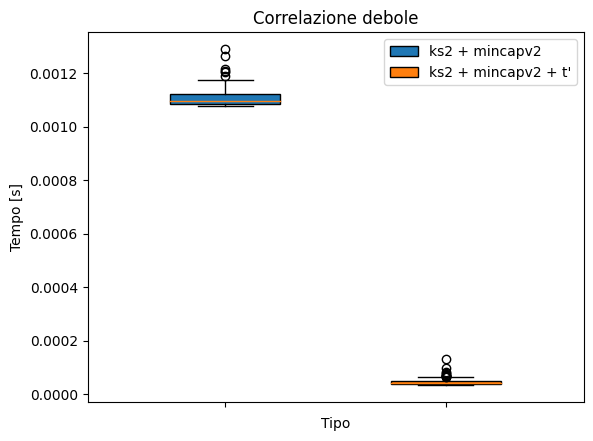 Correlazione debole
ks2 + mincapv2
ks2 + mincapv2 + t'
0.0012
0.0010
0.0008
0.0006
0.0004
0.0002
0.0000
Tempo [s]
Tipo